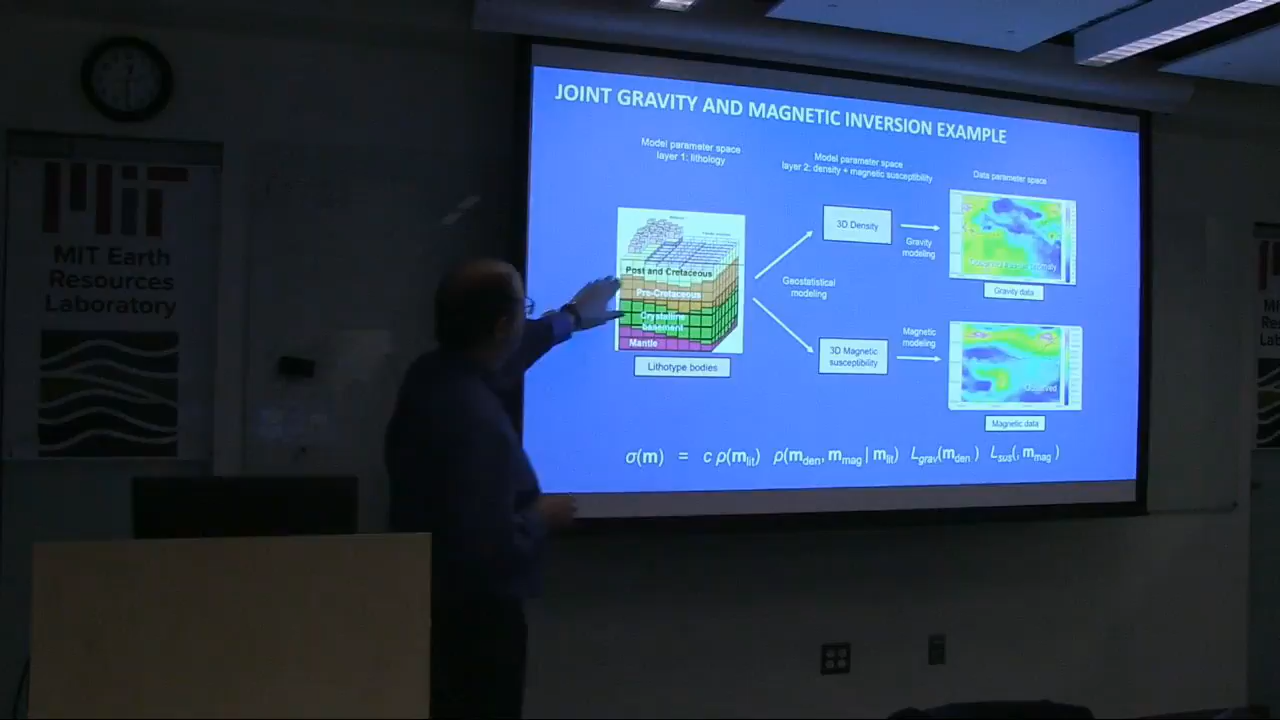 MIT
MIT Earth
Resources
Laboratory
JOINT GRAVITY AND MAGNETIC INVERSION EXAMPLE
Model parameter space
layer 1: lithology
Model parameter space
layer 2: density + magnetic susceptibility
Data parameter space
Post and Cretaceous
Pre-Cretaceous
Crystalline
basement
Mantle
Lithotype bodies
Geostatistical
modeling
3D Density
Gravity
modeling
Gravity data
3D Magnetic
susceptibility
Magnetic
modeling
Observed
Magnetic data
σ(m) = c ρ(m_lit) ρ(m_den, m_mag | m_lit) L_grav(m_den) L_sus(, m_mag)